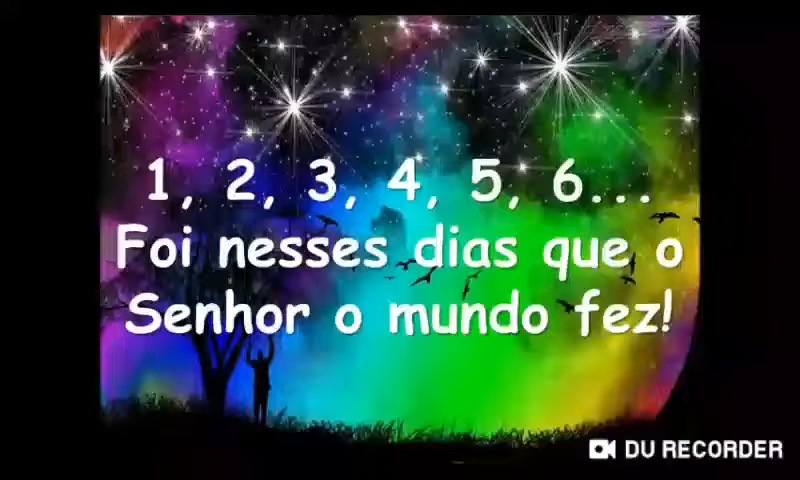 1, 2, 3, 4, 5, 6...
Foi nesses dias que o
Senhor o mundo fez!
DU RECORDER